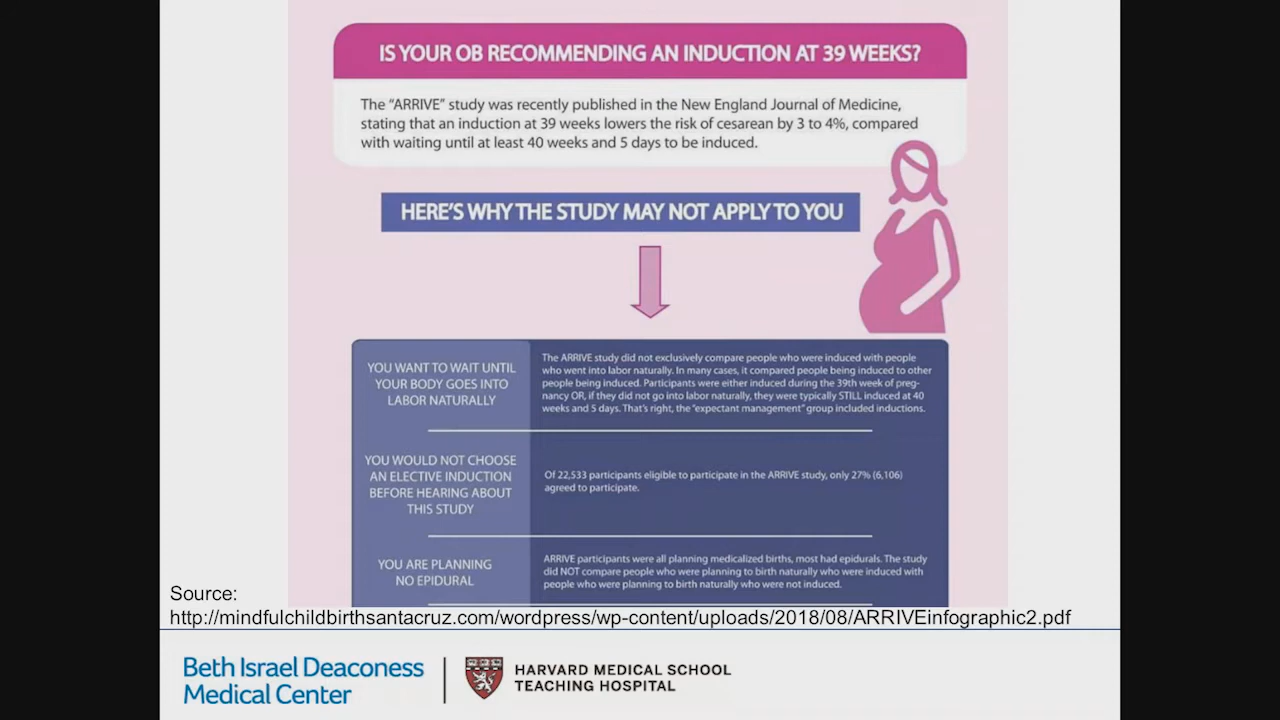 IS YOUR OB RECOMMENDING AN INDUCTION AT 39 WEEKS?
The "ARRIVE" study was recently published in the New England Journal of Medicine,
stating that an induction at 39 weeks lowers the risk of cesarean by 3 to 4%, compared
with waiting until at least 40 weeks and 5 days to be induced.
HERE'S WHY THE STUDY MAY NOT APPLY TO YOU
YOU WANT TO WAIT UNTIL
YOUR BODY GOES INTO
LABOR NATURALLY
The ARRIVE study did not exclusively compare people who were induced with people
who went into labor naturally. In many cases, it compared people being induced to other
people being induced. Participants were either induced during the 39th week of preg-
nancy OR, if they did not go into labor naturally, they were typically STILL induced at 40
weeks and 5 days. That's right, the "expectant management" group included inductions.
YOU WOULD NOT CHOOSE
AN ELECTIVE INDUCTION
BEFORE HEARING ABOUT
THIS STUDY
Of 22,533 participants eligible to participate in the ARRIVE study, only 27% (6,106)
agreed to participate.
YOU ARE PLANNING
NO EPIDURAL
ARRIVE participants were all planning medicalized births, most had epidurals. The study
did NOT compare people who were planning to birth naturally who were induced with
people who were planning to birth naturally who were not induced.
Source:
http://mindfulchildbirthsantacruz.com/wordpress/wp-content/uploads/2018/08/ARRIVEinfographic2.pdf
Beth Israel Deaconess
Medical Center
HARVARD MEDICAL SCHOOL
TEACHING HOSPITAL